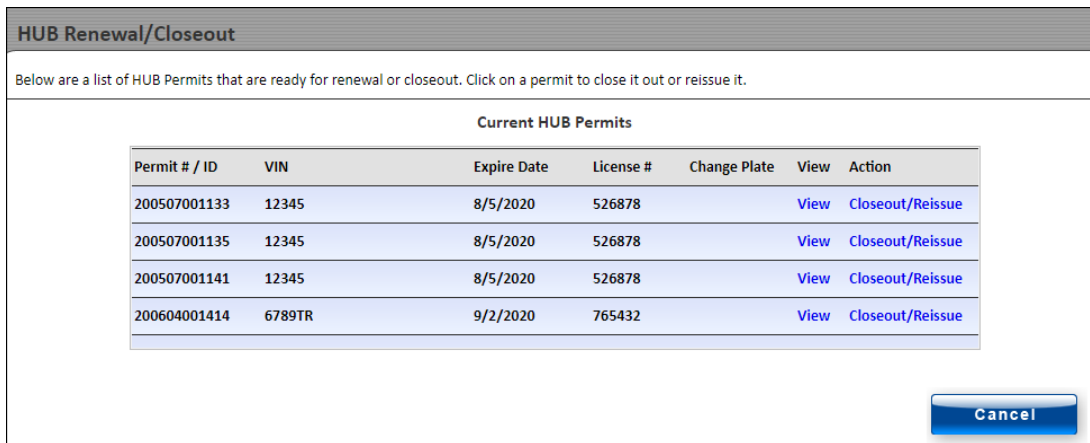 HUB Renewal/Closeout
Below are a list of HUB Permits that are ready for renewal or closeout. Click on a permit to close it out or reissue it.
Current HUB Permits
Permit # / ID VIN Expire Date License # Change Plate View Action
200507001133 12345 8/5/2020 526878 View Closeout/Reissue
200507001135 12345 8/5/2020 526878 View Closeout/Reissue
200507001141 12345 8/5/2020 526878 View Closeout/Reissue
200604001414 6789TR 9/2/2020 765432 View Closeout/Reissue
Cancel